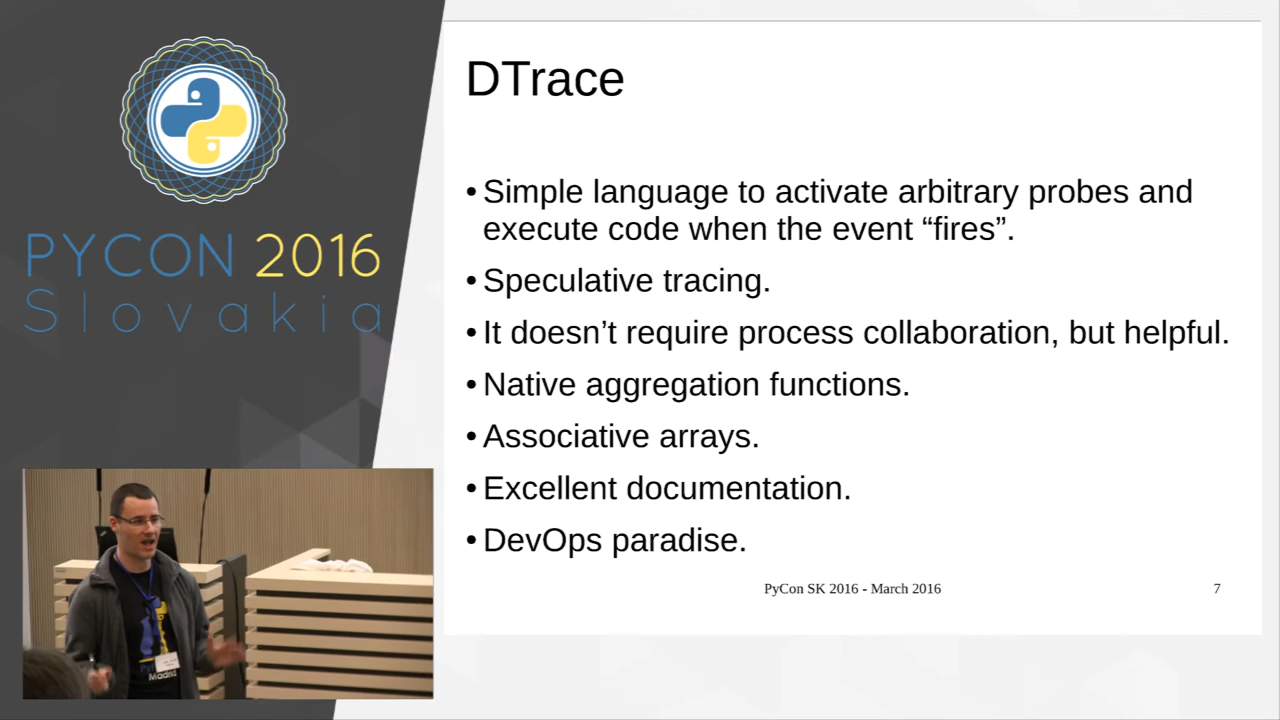 PYCON 2016
Slovakia
DTrace
• Simple language to activate arbitrary probes and
execute code when the event “fires”.
• Speculative tracing.
• It doesn’t require process collaboration, but helpful.
• Native aggregation functions.
• Associative arrays.
• Excellent documentation.
• DevOps paradise.
PyCon SK 2016 - March 2016
7
Madrid